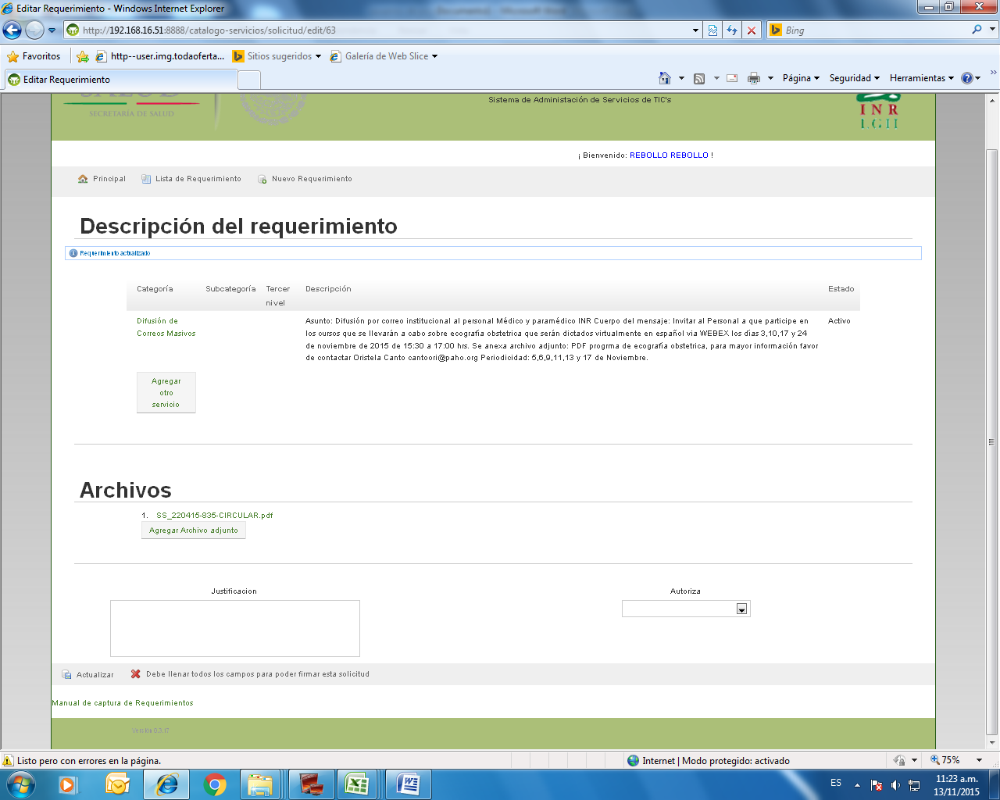 Editar Requerimiento - Windows Internet Explorer
http://192.168.16.51:8888/catalogo-servicios/solicitud/edit/63
Bing
Favoritos
http--user.img.todaoferta...
Sitios sugeridos
Galería de Web Slice
Editar Requerimiento
Página
Seguridad
Herramientas
SALUD
SECRETARÍA DE SALUD
Sistema de Administación de Servicios de TIC's
INR
LGII
¡ Bienvenido: REBOLLO REBOLLO !
Principal
Lista de Requerimiento
Nuevo Requerimiento
Descripción del requerimiento
Requerimiento actualizado
Categoría Subcategoría Tercer nivel Descripción Estado
Difusión de
Correos Masivos
Asunto: Difusión por correo institucional al personal Médico y paramédico INR Cuerpo del mensaje: Invitar al Personal a que participe en
los cursos que se llevarán a cabo sobre ecografía obstetrica que serán dictados virtualmente en español via WEBEX los días 3,10,17 y 24
de noviembre de 2015 de 15:30 a 17:00 hrs. Se anexa archivo adjunto: PDF progrma de ecografia obstetrica, para mayor información favor
de contactar Oristela Canto cantoori@paho.org Periodicidad: 5,6,9,11,13 y 17 de Noviembre.
Activo
Agregar
otro
servicio
Archivos
1. SS_220415-835-CIRCULAR.pdf
Agregar Archivo adjunto
Justificacion
Autoriza
Actualizar
Debe llenar todos los campos para poder firmar esta solicitud
Manual de captura de Requerimientos
Versión 0.3.17
Listo pero con errores en la página.
Internet | Modo protegido: activado
75%
ES
11:23 a.m.
13/11/2015